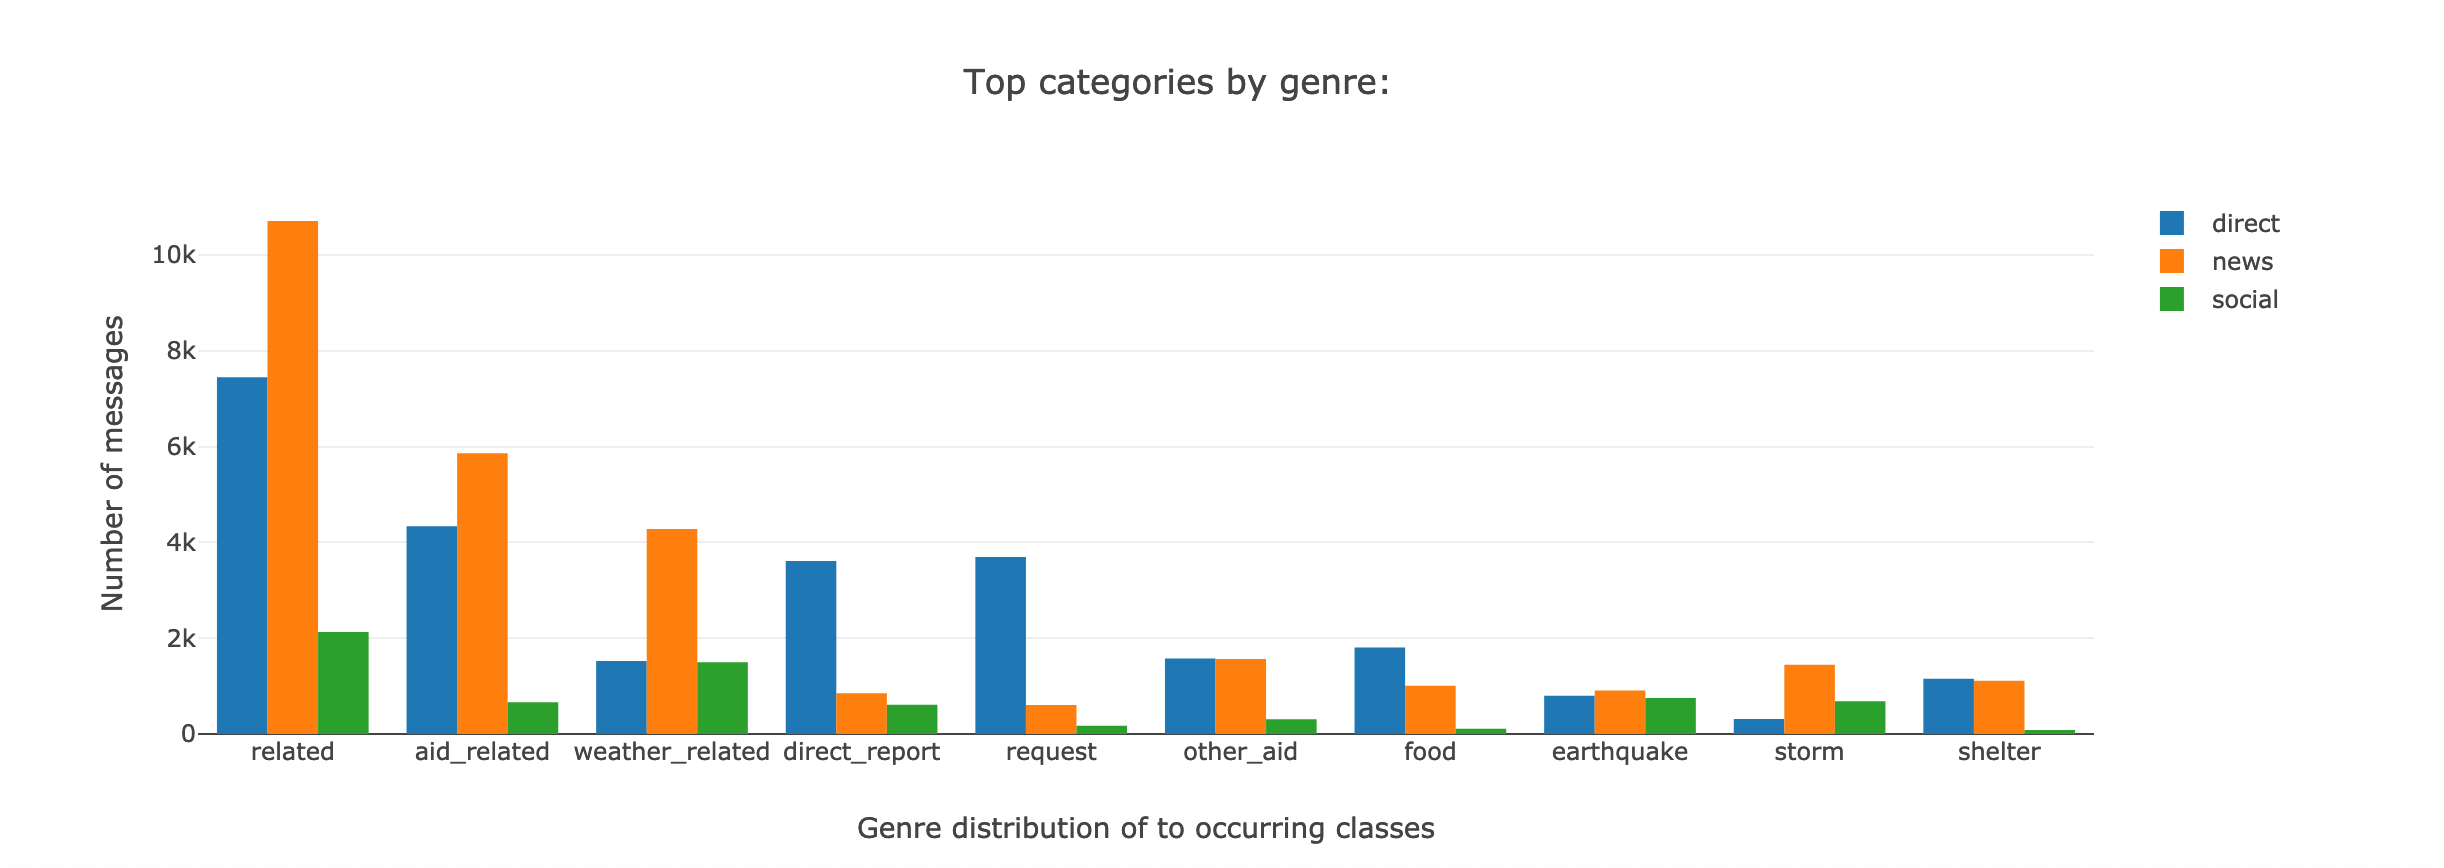 Top categories by genre:
10k
8k
6k
4k
2k
0
Number of messages
direct
news
social
related aid_related weather_related direct_report request other_aid food earthquake storm shelter
Genre distribution of to occurring classes